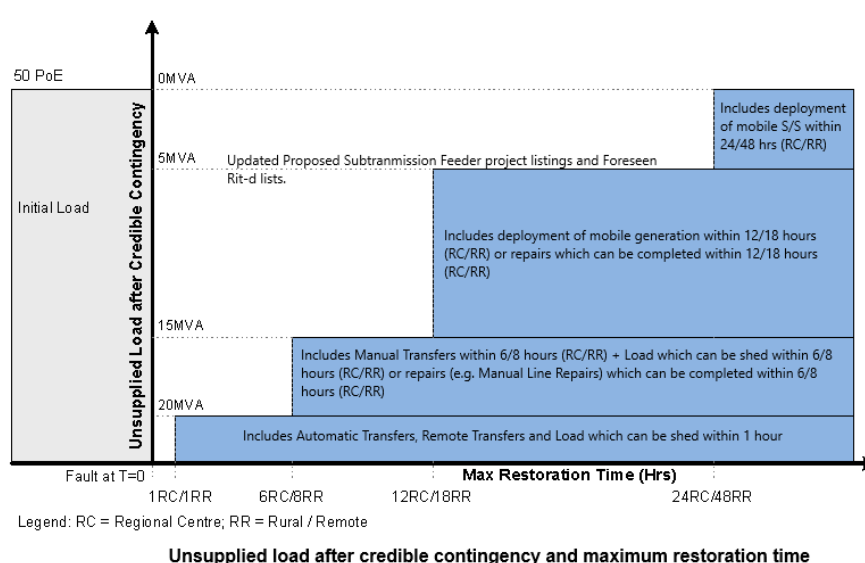 50 PoE
0MVA
Unsupplied Load after Credible Contingency
Includes deployment
of mobile S/S within
24/48 hrs (RC/RR)
5MVA
Updated Proposed Subtranmission Feeder project listings and Foreseen
Rit-d lists.
Initial Load
Includes deployment of mobile generation within 12/18 hours
(RC/RR) or repairs which can be completed within 12/18 hours
(RC/RR)
15MVA
Includes Manual Transfers within 6/8 hours (RC/RR) + Load which can be shed within 6/8
hours (RC/RR) or repairs (e.g. Manual Line Repairs) which can be completed within 6/8
hours (RC/RR)
20MVA
Includes Automatic Transfers, Remote Transfers and Load which can be shed within 1 hour
Fault at T=0
Max Restoration Time (Hrs)
1RC/1RR
6RC/8RR
12RC/18RR
24RC/48RR
Legend: RC = Regional Centre; RR = Rural / Remote
Unsupplied load after credible contingency and maximum restoration time